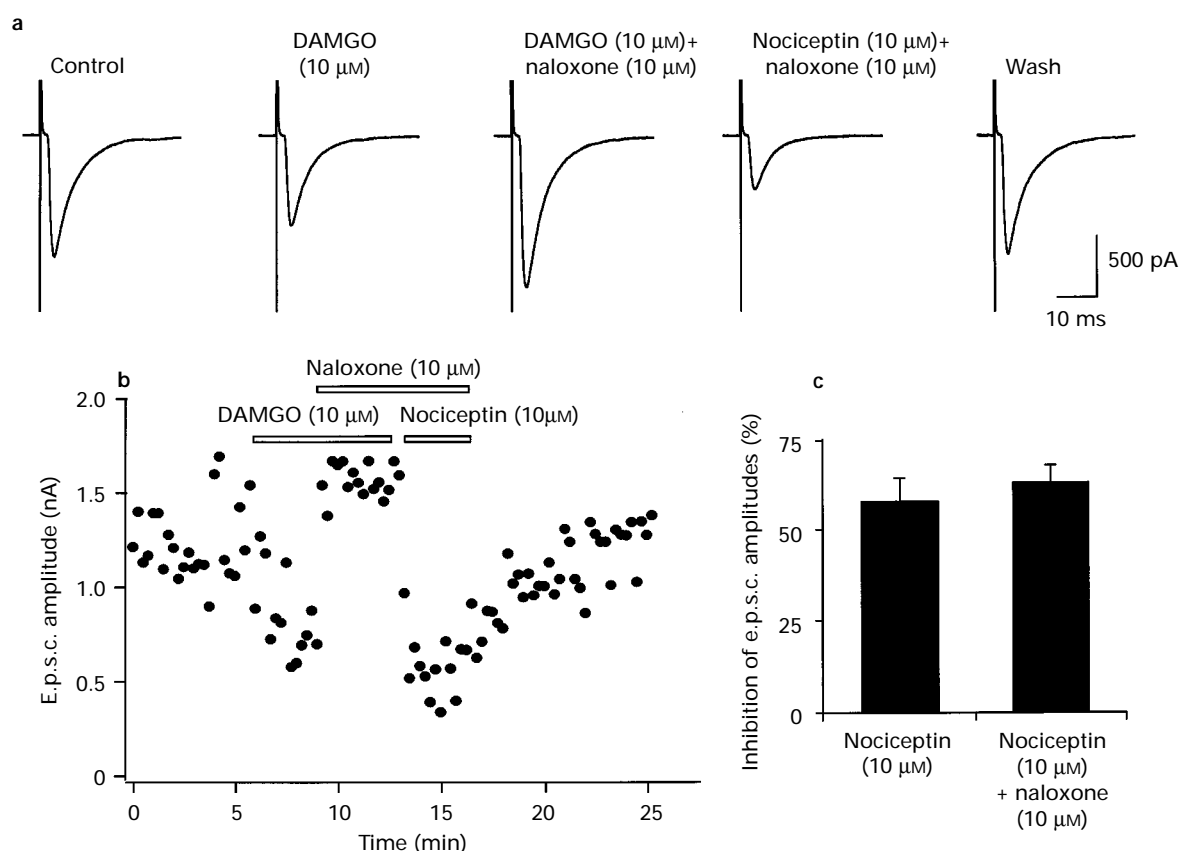 a
Control
DAMGO
(10 µM)
DAMGO (10 µM)+
naloxone (10 µM)
Nociceptin (10 µM)+
naloxone (10 µM)
Wash
500 pA
10 ms
b
Naloxone (10 µM)
DAMGO (10 µM)
Nociceptin (10µM)
E.p.s.c. amplitude (nA)
2.0
1.5
1.0
0.5
0
0
5
10
15
20
25
Time (min)
c
Inhibition of e.p.s.c. amplitudes (%)
75
50
25
0
Nociceptin
(10 µM)
Nociceptin
(10 µM)
+ naloxone
(10 µM)